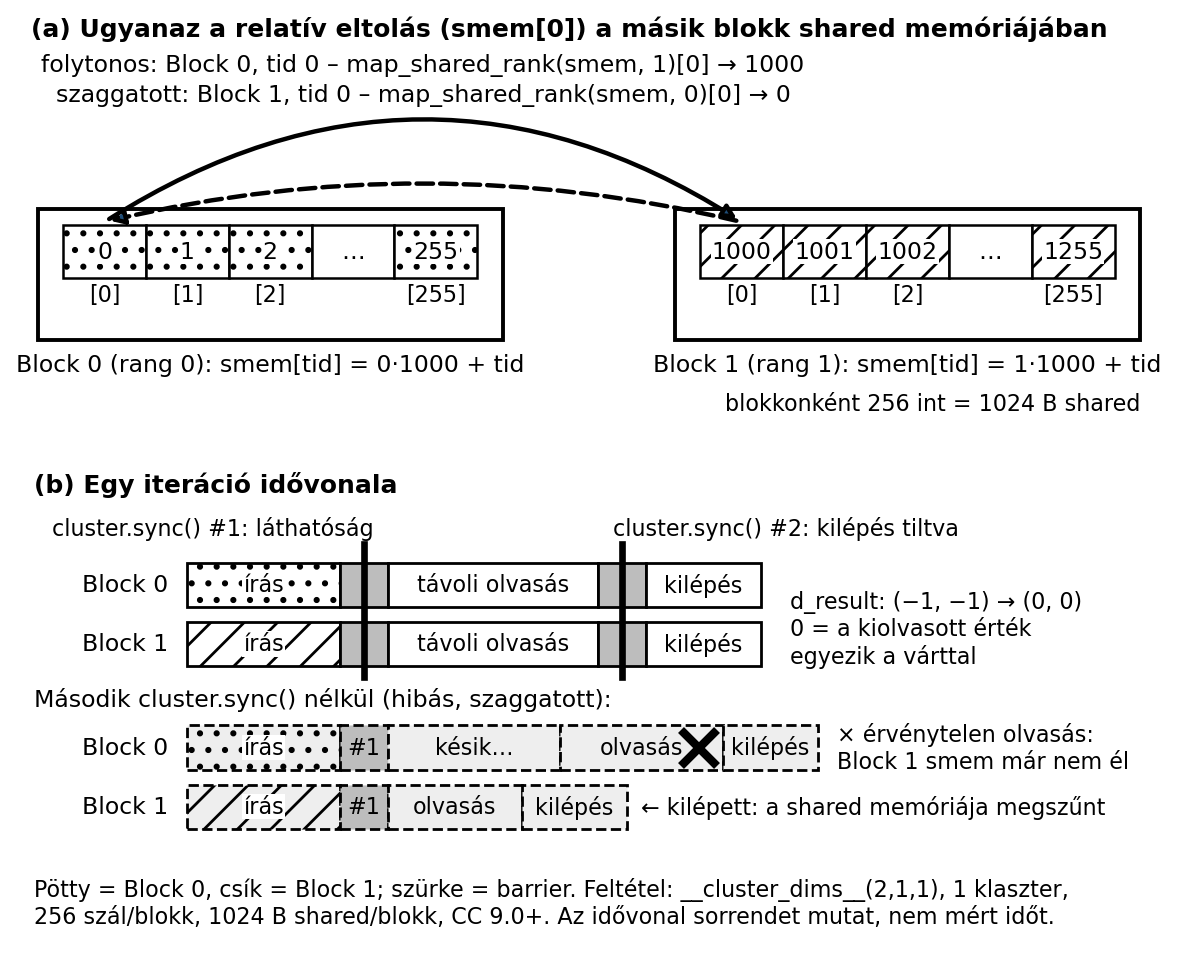 (a) Ugyanaz a relatív eltolás (smem[0]) a másik blokk shared memóriájában
folytonos: Block 0, tid 0 – map_shared_rank(smem, 1)[0] → 1000
szaggatott: Block 1, tid 0 – map_shared_rank(smem, 0)[0] → 0
0 1 2 … 255 1000 1001 1002 … 1255
[0] [1] [2] [255] [0] [1] [2] [255]
Block 0 (rang 0): smem[tid] = 0·1000 + tid Block 1 (rang 1): smem[tid] = 1·1000 + tid
blokkonként 256 int = 1024 B shared
(b) Egy iteráció idővonala
cluster.sync() #1: láthatóság cluster.sync() #2: kilépés tiltva
Block 0 írás távoli olvasás kilépés
Block 1 írás távoli olvasás kilépés
d_result: (−1, −1) → (0, 0)
0 = a kiolvasott érték
egyezik a várttal
Második cluster.sync() nélkül (hibás, szaggatott):
Block 0 írás #1 késik… olvasás kilépés
× érvénytelen olvasás:
Block 1 smem már nem él
Block 1 írás #1 olvasás kilépés ← kilépett: a shared memóriája megszűnt
Pötty = Block 0, csík = Block 1; szürke = barrier. Feltétel: __cluster_dims__(2,1,1), 1 klaszter,
256 szál/blokk, 1024 B shared/blokk, CC 9.0+. Az idővonal sorrendet mutat, nem mért időt.